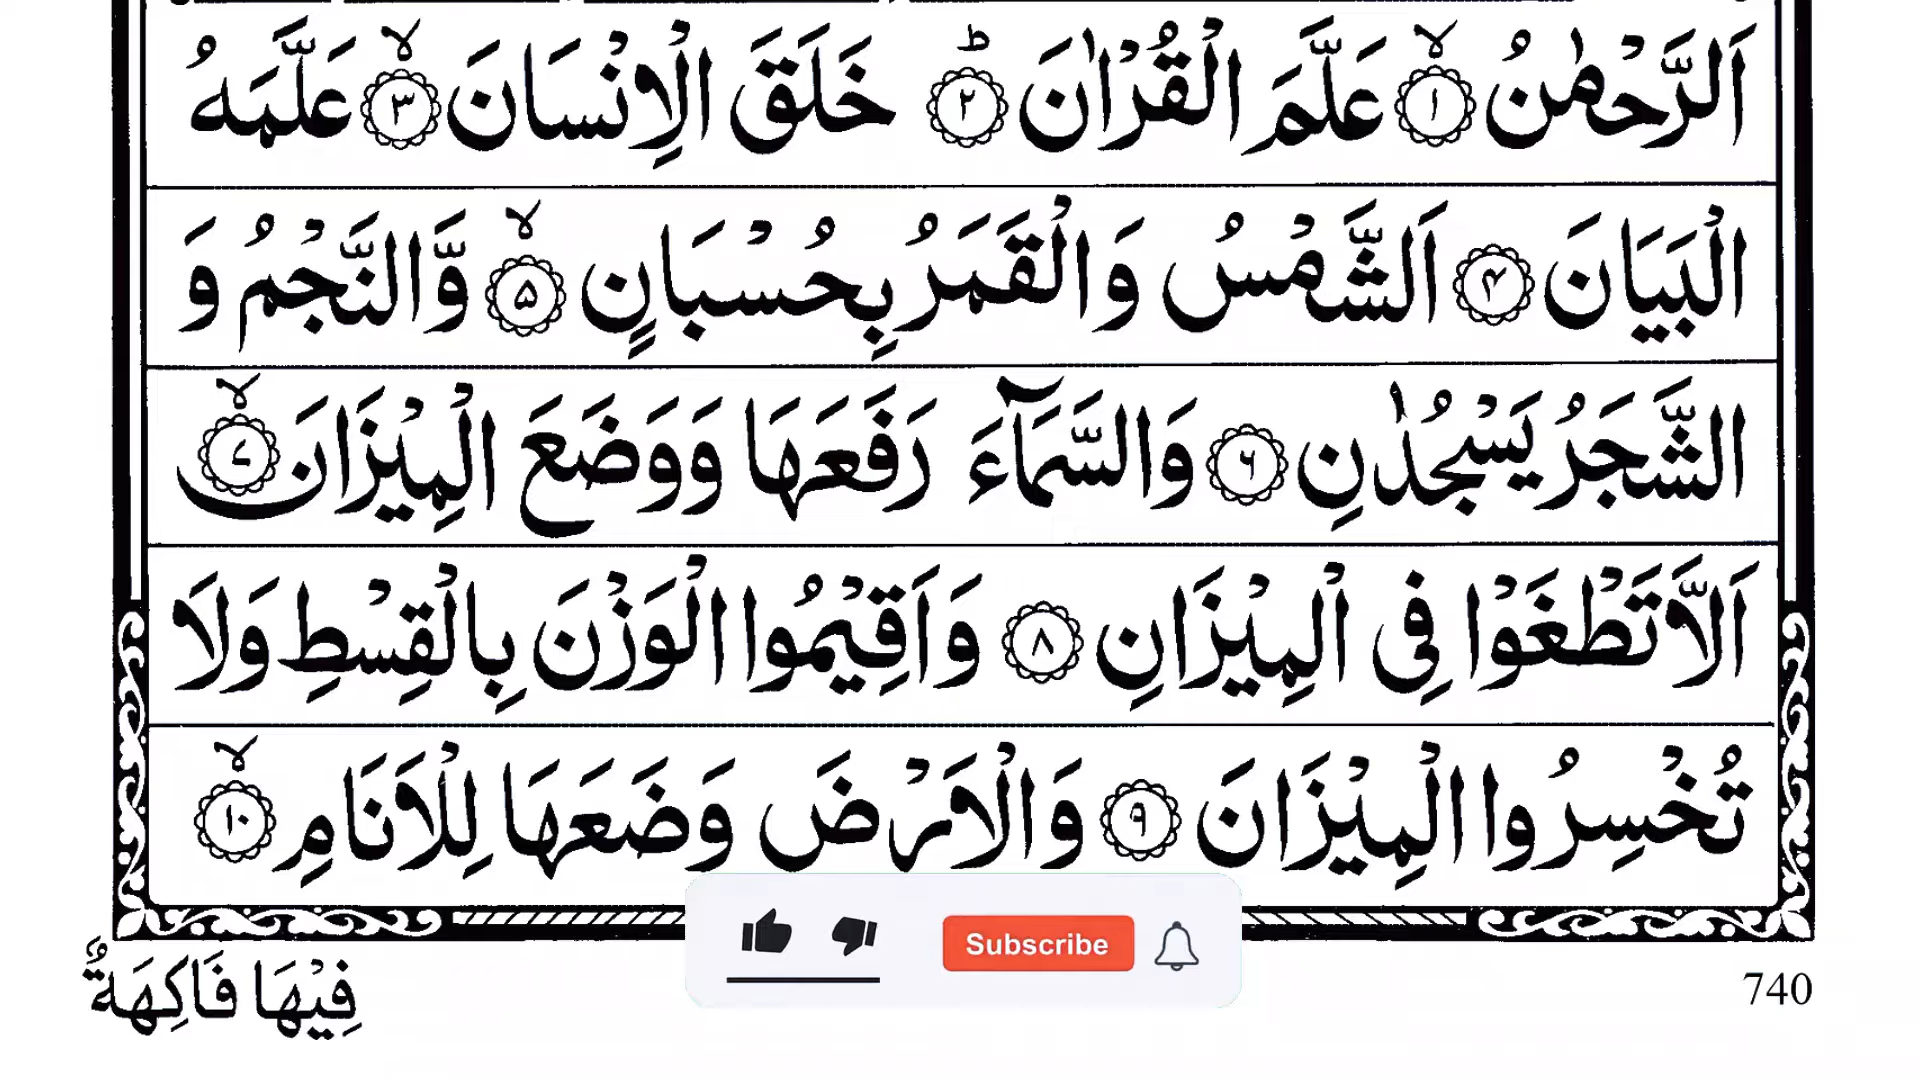 اَلرَّحۡمٰنُ ۙ﴿۱﴾ عَلَّمَ الۡقُرۡاٰنَ ؕ﴿۲﴾ خَلَقَ الۡاِنۡسَانَ ۙ﴿۳﴾ عَلَّمَهُ
الۡبَيَانَ ﴿۴﴾ اَلشَّمۡسُ وَالۡقَمَرُ بِحُسۡبَانٍ ۙ﴿۵﴾ وَّالنَّجۡمُ وَ
الشَّجَرُ يَسۡجُدٰنِ ﴿۶﴾ وَالسَّمَآءَ رَفَعَهَا وَوَضَعَ الۡمِيۡزَانَ ۙ﴿۷﴾
اَلَّا تَطۡغَوۡا فِى الۡمِيۡزَانِ ﴿۸﴾ وَاَقِيۡمُوا الۡوَزۡنَ بِالۡقِسۡطِ وَلَا
تُخۡسِرُوا الۡمِيۡزَانَ ﴿۹﴾ وَالۡاَرۡضَ وَضَعَهَا لِلۡاَنَامِ ۙ﴿۱۰﴾
Subscribe
فِيۡهَا فَاكِهَةٌ
740